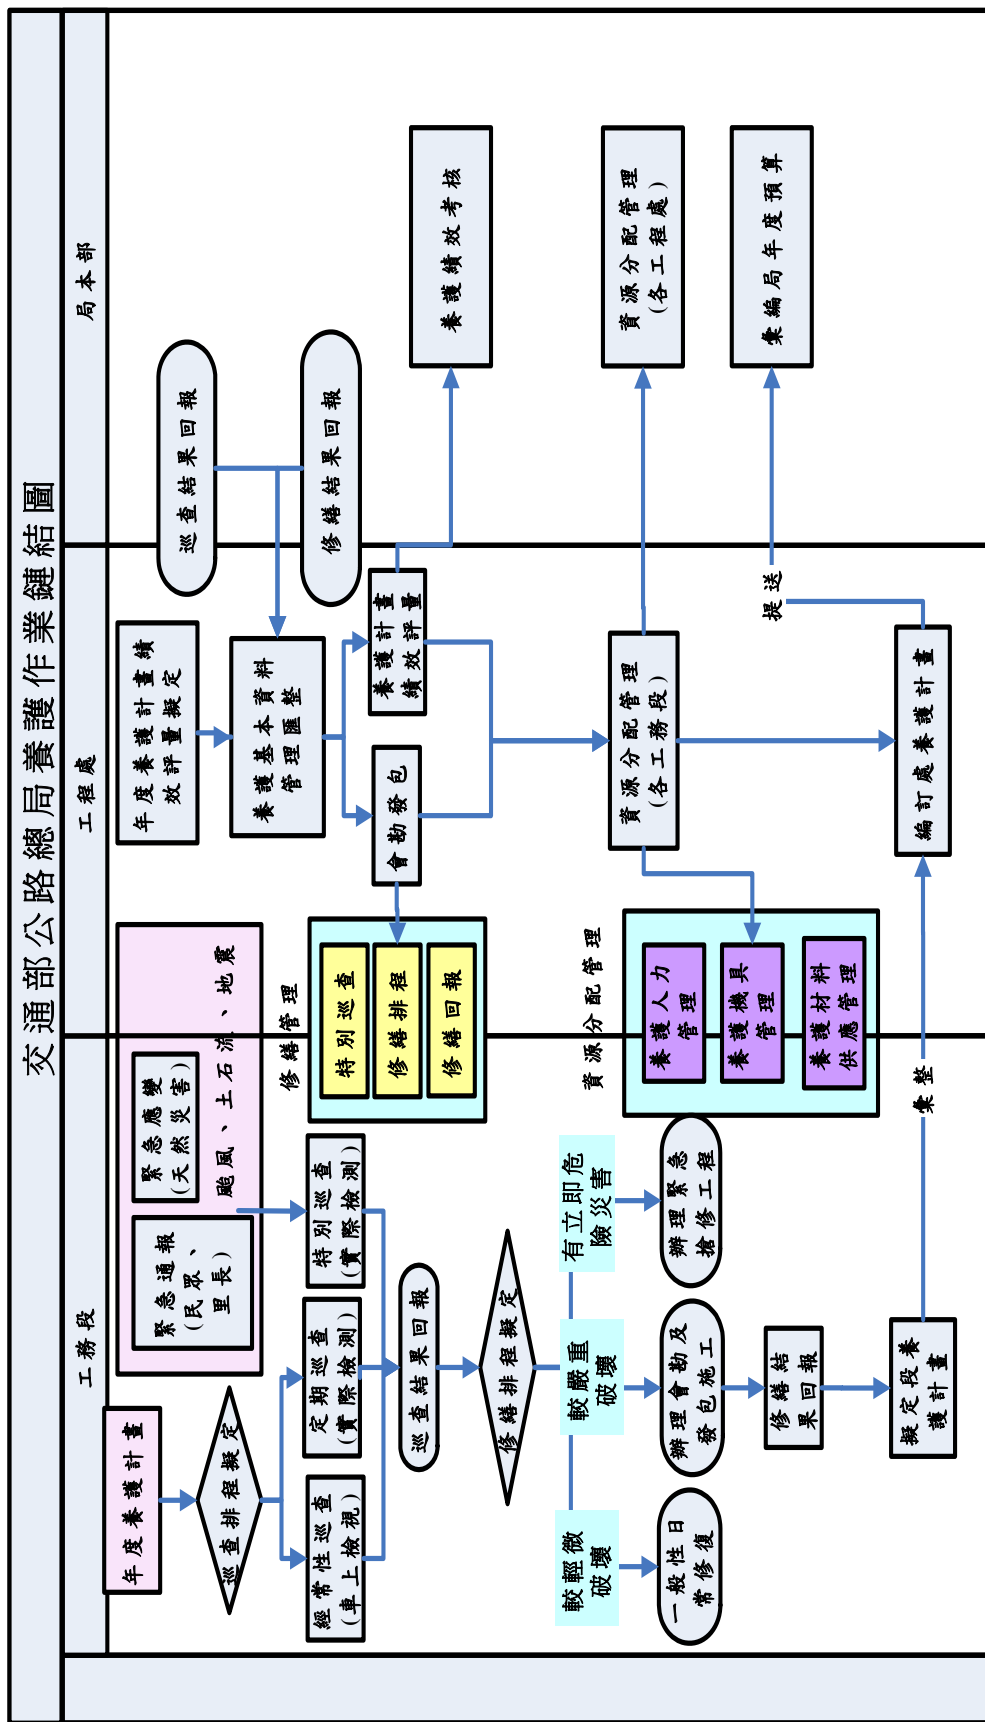 交通部公路總局養護作業鏈結圖
工務段
工程處
局本部
年度養護計畫
巡查排程擬定
緊急通報
(民眾、
里長)
緊急應變
(天然災害)
颱風、土石流、地震
經常性巡查
(車上檢視)
定期巡查
(實際檢測)
特別巡查
(實際檢測)
巡查結果回報
修繕排程擬定
較輕微
破壞
較嚴重
破壞
有立即危
險災害
一般性日
常修復
辦理會勘及
發包施工
辦理緊急
搶修工程
修繕結
果回報
擬定段養
護計畫
彙整
修繕管理
特別巡查
修繕排程
修繕回報
資源分配管理
養護人力
管理
養護機具
管理
養護材料
供應管理
年度養護計畫績
效評量擬定
養護基本資料
管理匯整
會勘發包
養護計畫
績效評量
資源分配管理
(各工務段)
編訂處養護計畫
提送
巡查結果回報
修繕結果回報
養護績效考核
資源分配管理
(各工程處)
彙編局年度預算